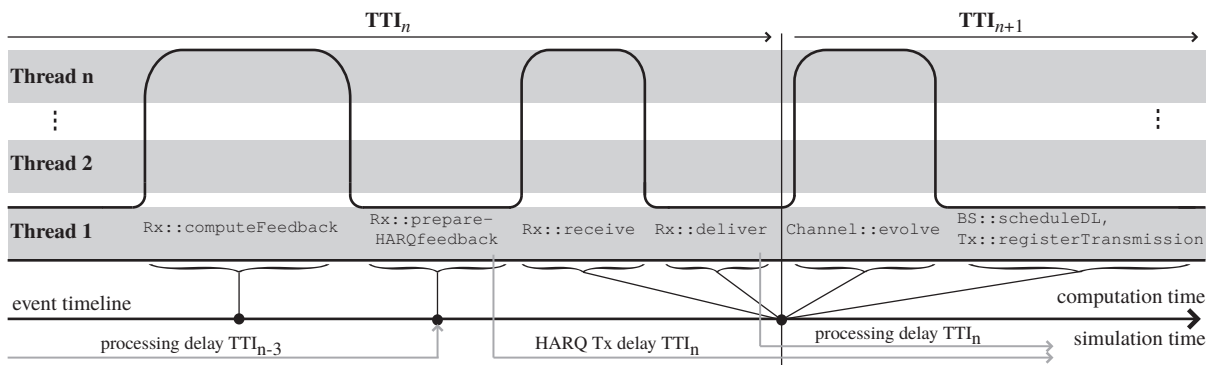 TTIn
TTIn+1
Thread n
Thread 2
Thread 1
Rx::computeFeedback
Rx::prepare-
HARQfeedback
Rx::receive
Rx::deliver
Channel::evolve
BS::scheduleDL,
Tx::registerTransmission
event timeline
computation time
simulation time
processing delay TTIn-3
HARQ Tx delay TTIn
processing delay TTIn